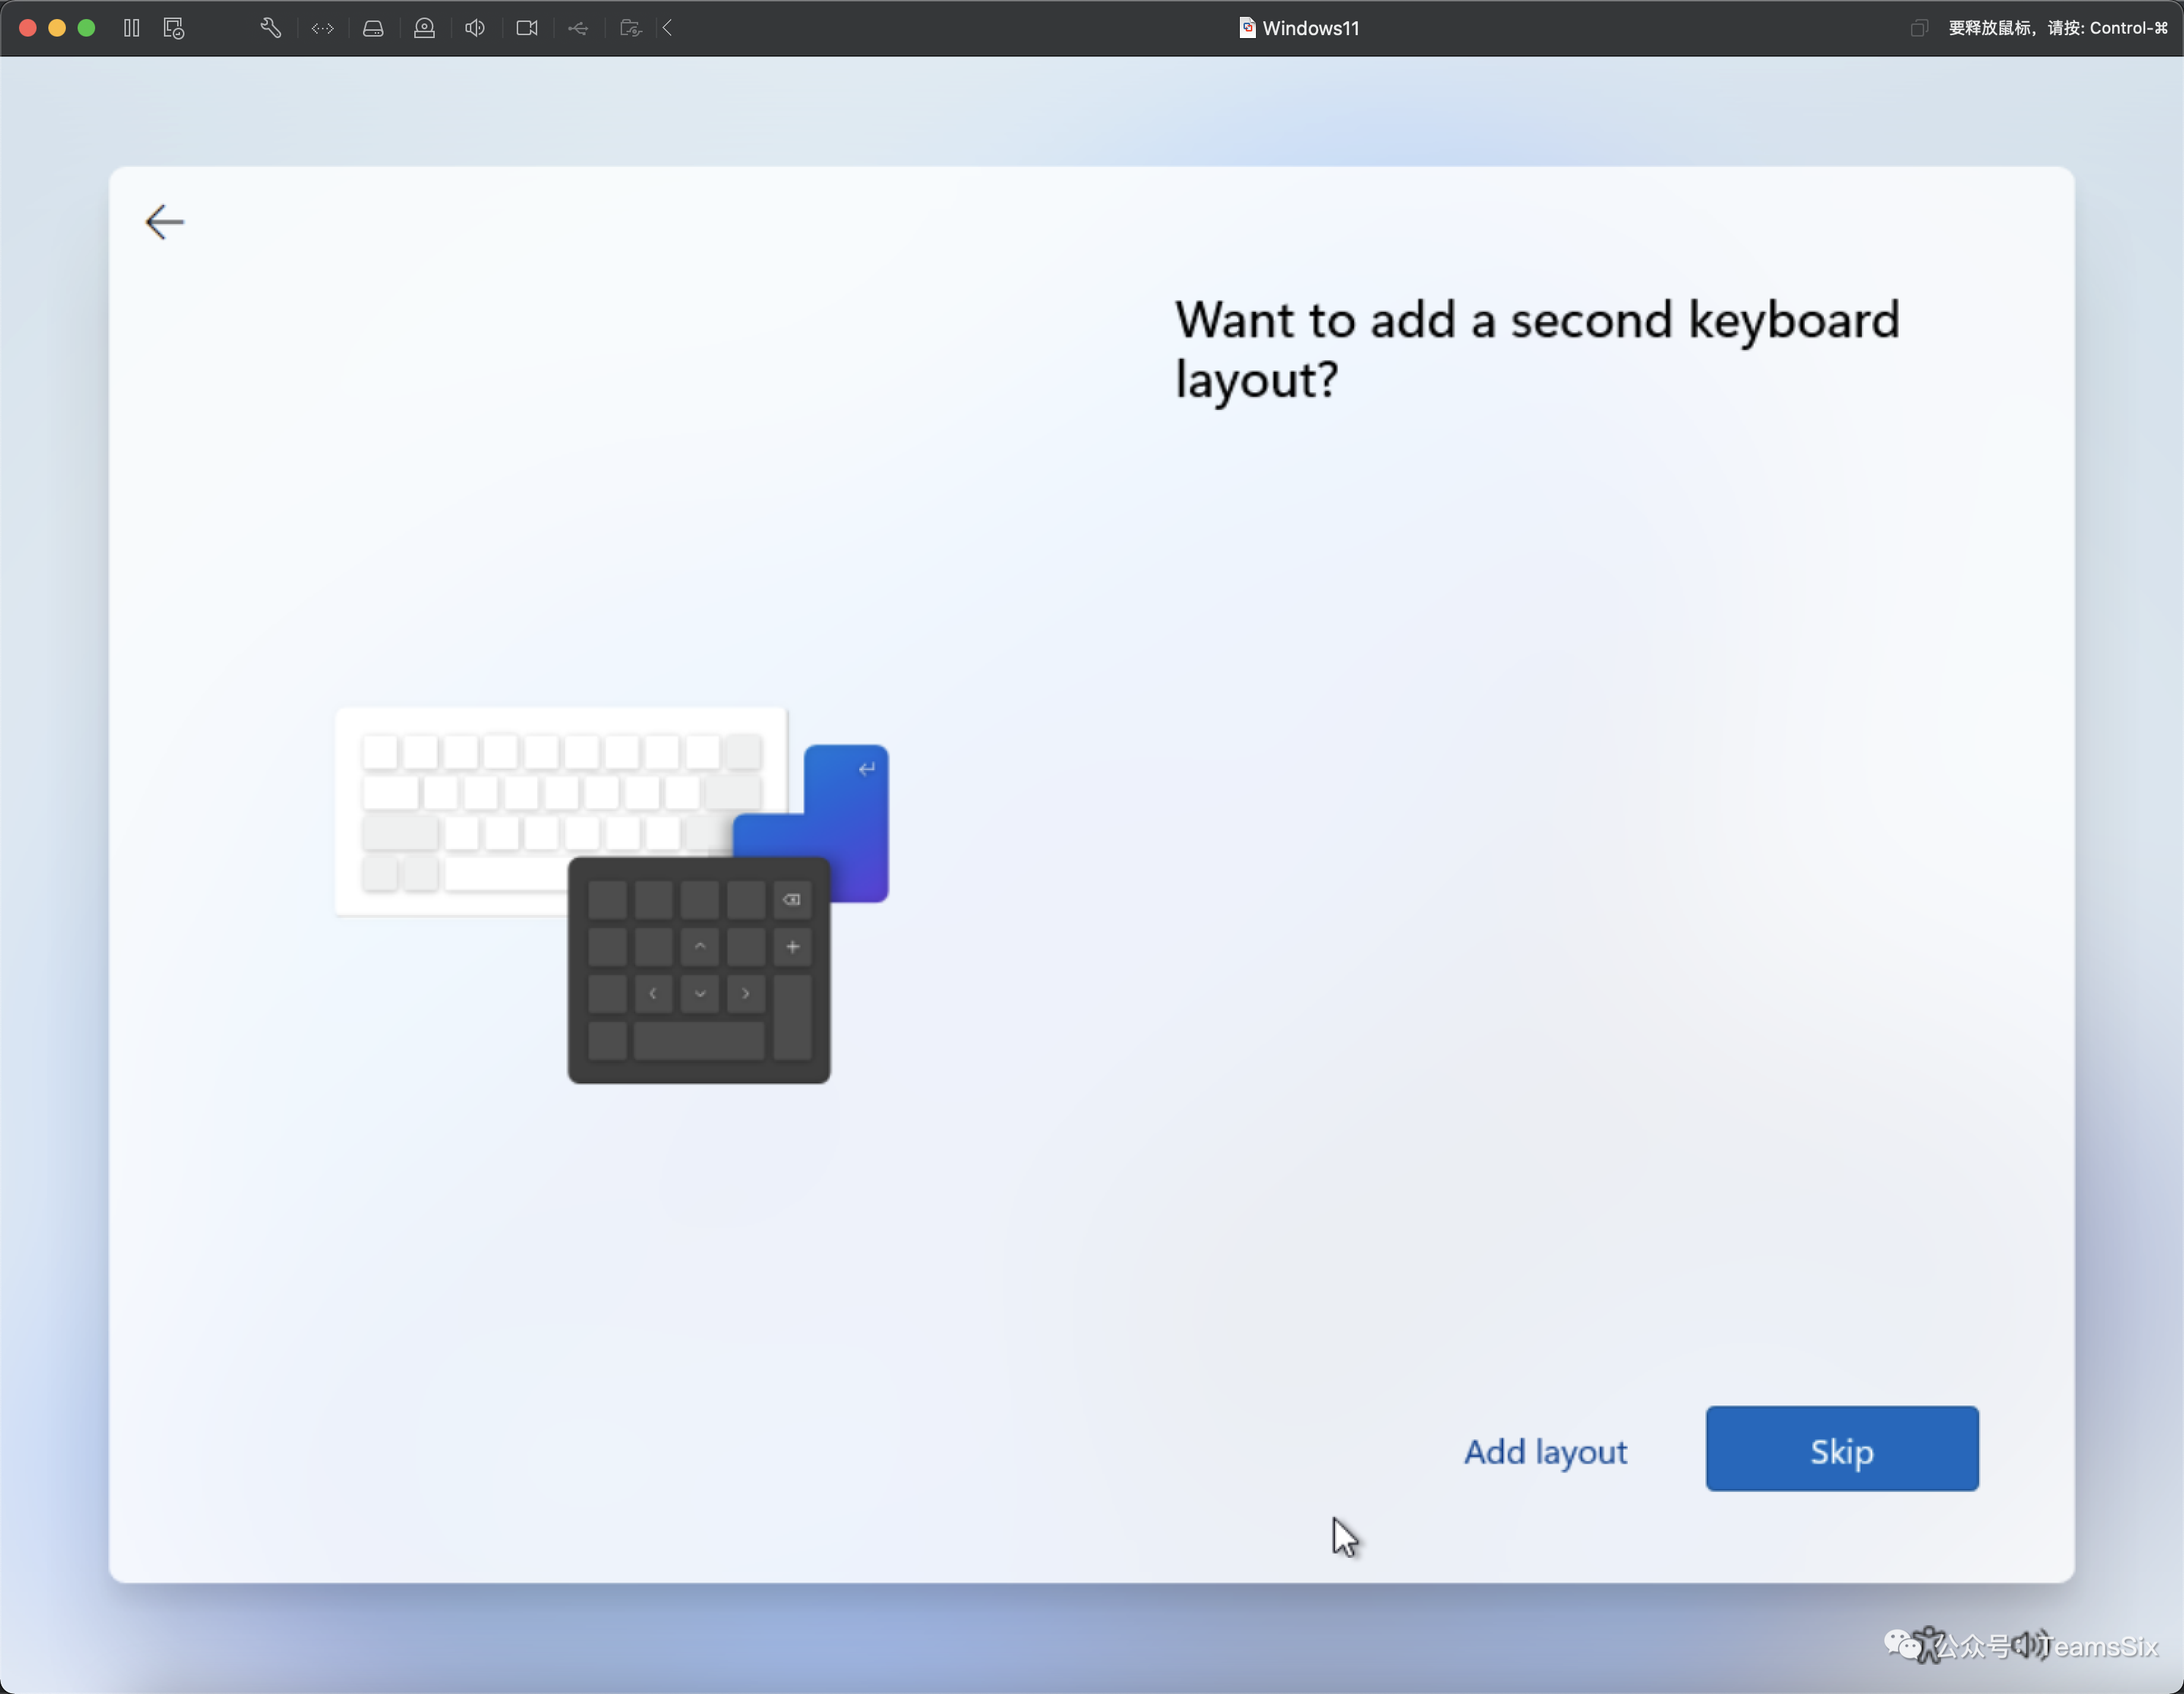 Windows11
要释放鼠标，请按: Control-⌘
Want to add a second keyboard
layout?
Add layout
Skip
公众号
TeamsSix